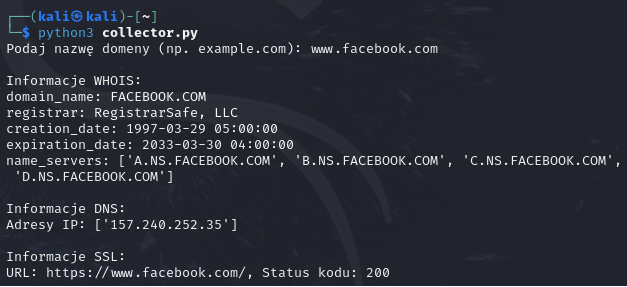 ┌──(kali㉿kali)-[~]
└─$ python3 collector.py
Podaj nazwę domeny (np. example.com): www.facebook.com

Informacje WHOIS:
domain_name: FACEBOOK.COM
registrar: RegistrarSafe, LLC
creation_date: 1997-03-29 05:00:00
expiration_date: 2033-03-30 04:00:00
name_servers: ['A.NS.FACEBOOK.COM', 'B.NS.FACEBOOK.COM', 'C.NS.FACEBOOK.COM',
 'D.NS.FACEBOOK.COM']

Informacje DNS:
Adresy IP: ['157.240.252.35']

Informacje SSL:
URL: https://www.facebook.com/, Status kodu: 200